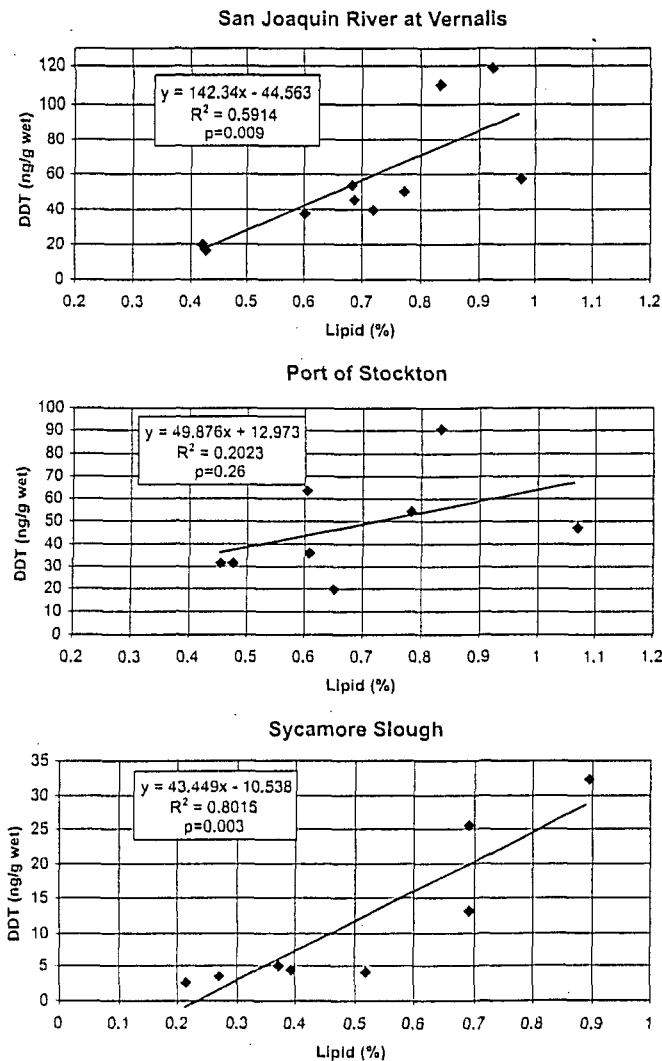 San Joaquin River at Vernalis
y = 142.34x - 44.563
R² = 0.5914
p=0.009
DDT (ng/g wet)
120
100
80
60
40
20
0
0.2 0.3 0.4 0.5 0.6 0.7 0.8 0.9 1 1.1 1.2
Lipid (%)
Port of Stockton
y = 49.876x + 12.973
R² = 0.2023
p=0.26
DDT (ng/g wet)
100
90
80
70
60
50
40
30
20
10
0
0.2 0.3 0.4 0.5 0.6 0.7 0.8 0.9 1 1.1 1.2
Lipid (%)
Sycamore Slough
y = 43.449x - 10.538
R² = 0.8015
p=0.003
DDT (ng/g wet)
35
30
25
20
15
10
5
0
0 0.1 0.2 0.3 0.4 0.5 0.6 0.7 0.8 0.9 1
Lipid (%)